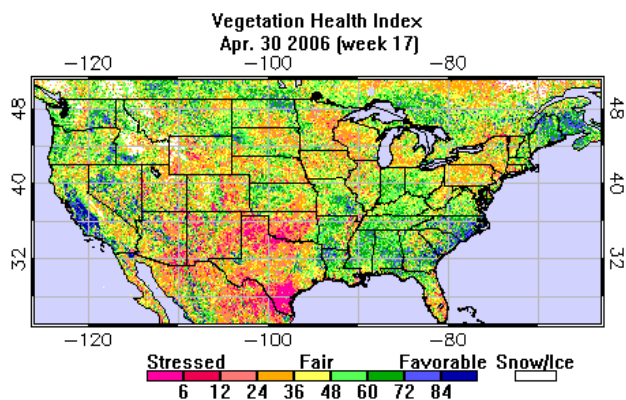 Vegetation Health Index
Apr. 30 2006 (week 17)
−120 −100 −80
48 48
40 40
32 32
−120 −100 −80
Stressed Fair Favorable Snow/Ice
6 12 24 36 48 60 72 84